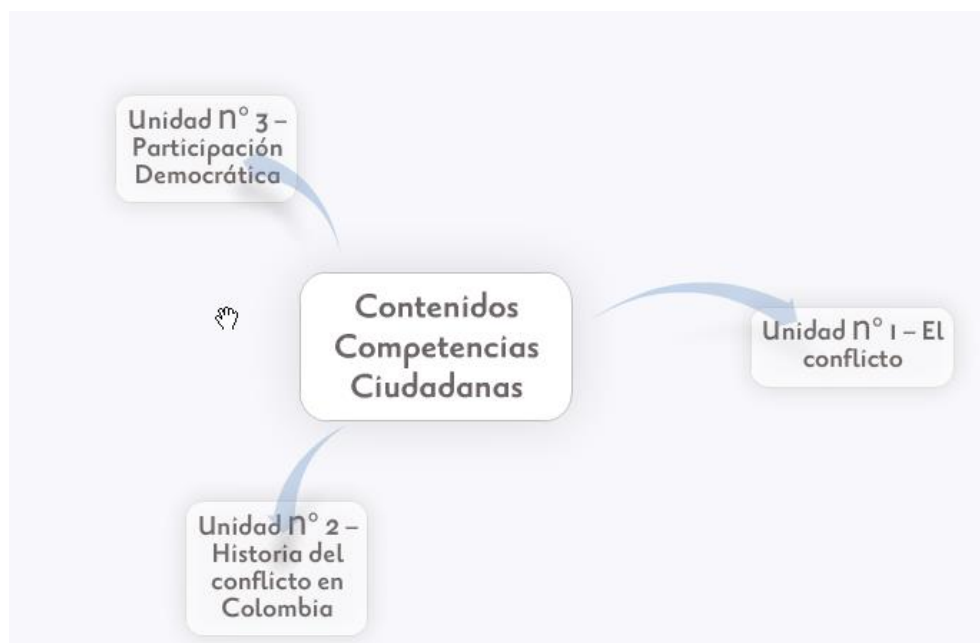 Unidad N° 3 –
Participación
Democrática
Contenidos
Competencias
Ciudadanas
Unidad N° 1 – El
conflicto
Unidad N° 2 –
Historia del
conflicto en
Colombia